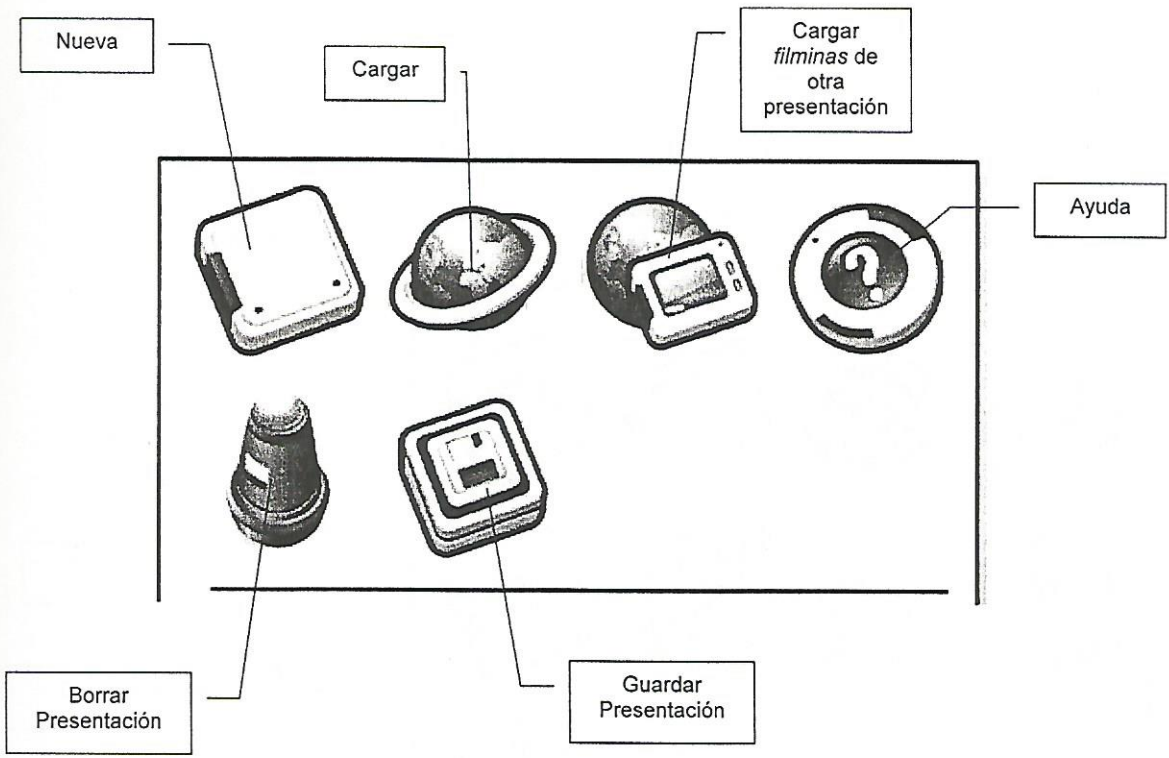 Nueva
Cargar
Cargar
filminas de
otra
presentación
Ayuda
?
Borrar
Presentación
Guardar
Presentación